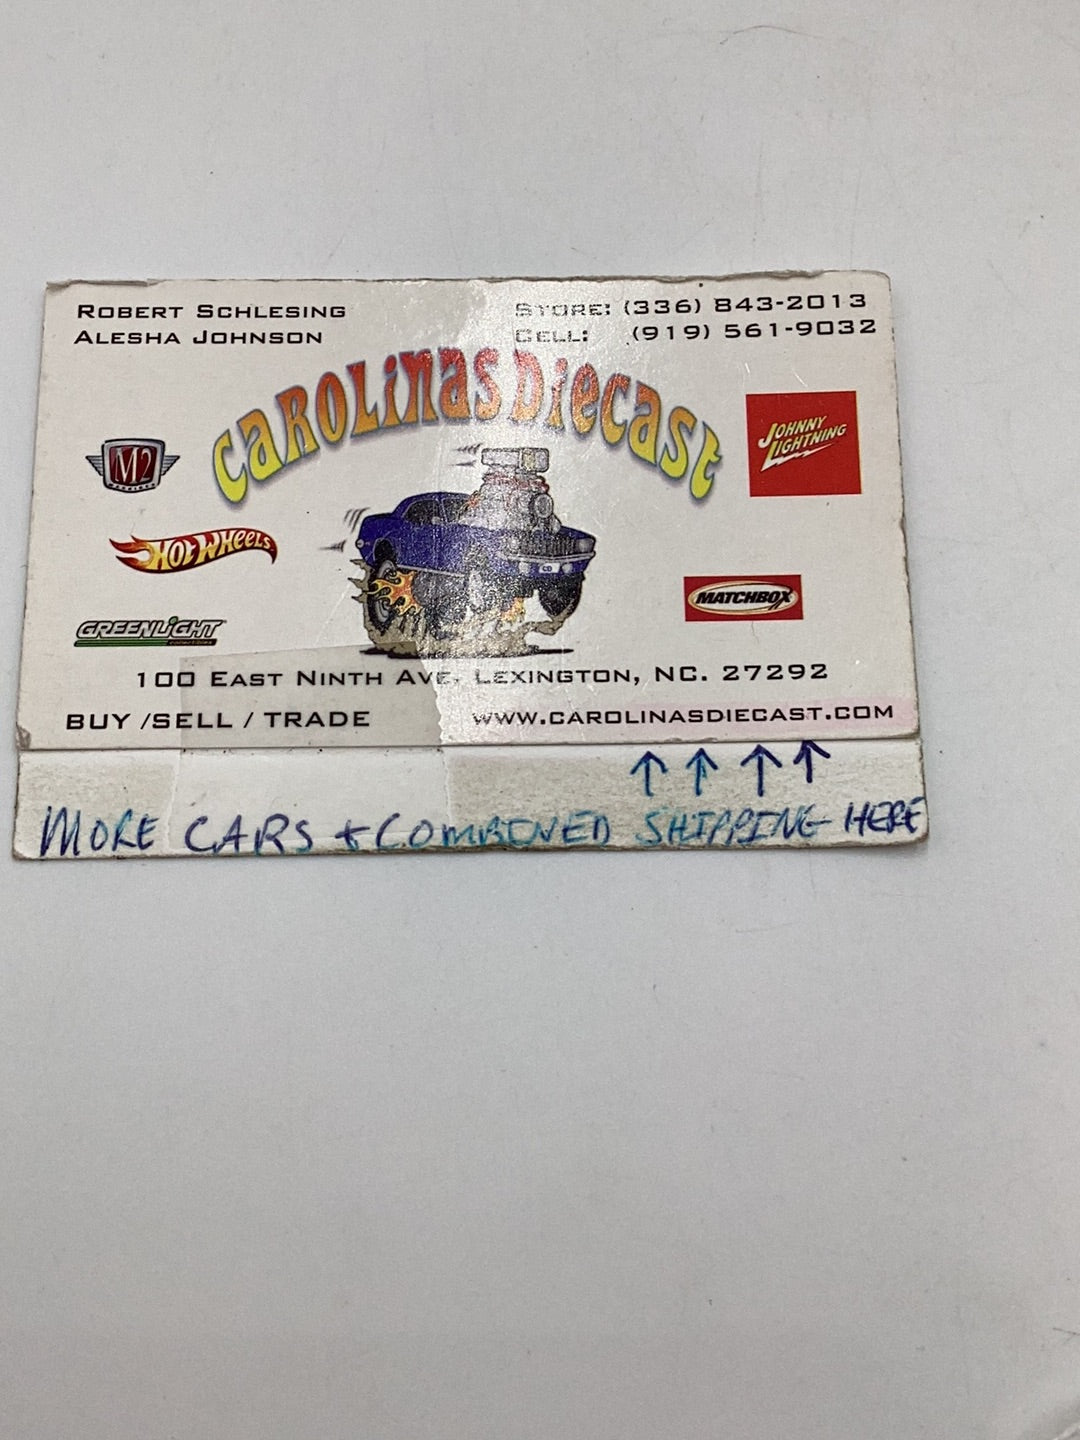 ROBERT SCHLESING
ALESHA JOHNSON
STORE: (336) 843-2013
CELL: (919) 561-9032
CAROLINAS DIECAST
M2
JOHNNY LIGHTNING
HOT WHEELS
CD
MATCHBOX
GREENLIGHT
100 EAST NINTH AVE. LEXINGTON, NC. 27292
BUY /SELL / TRADE
WWW.CAROLINASDIECAST.COM
MORE CARS + COMBINED SHIPPING HERE